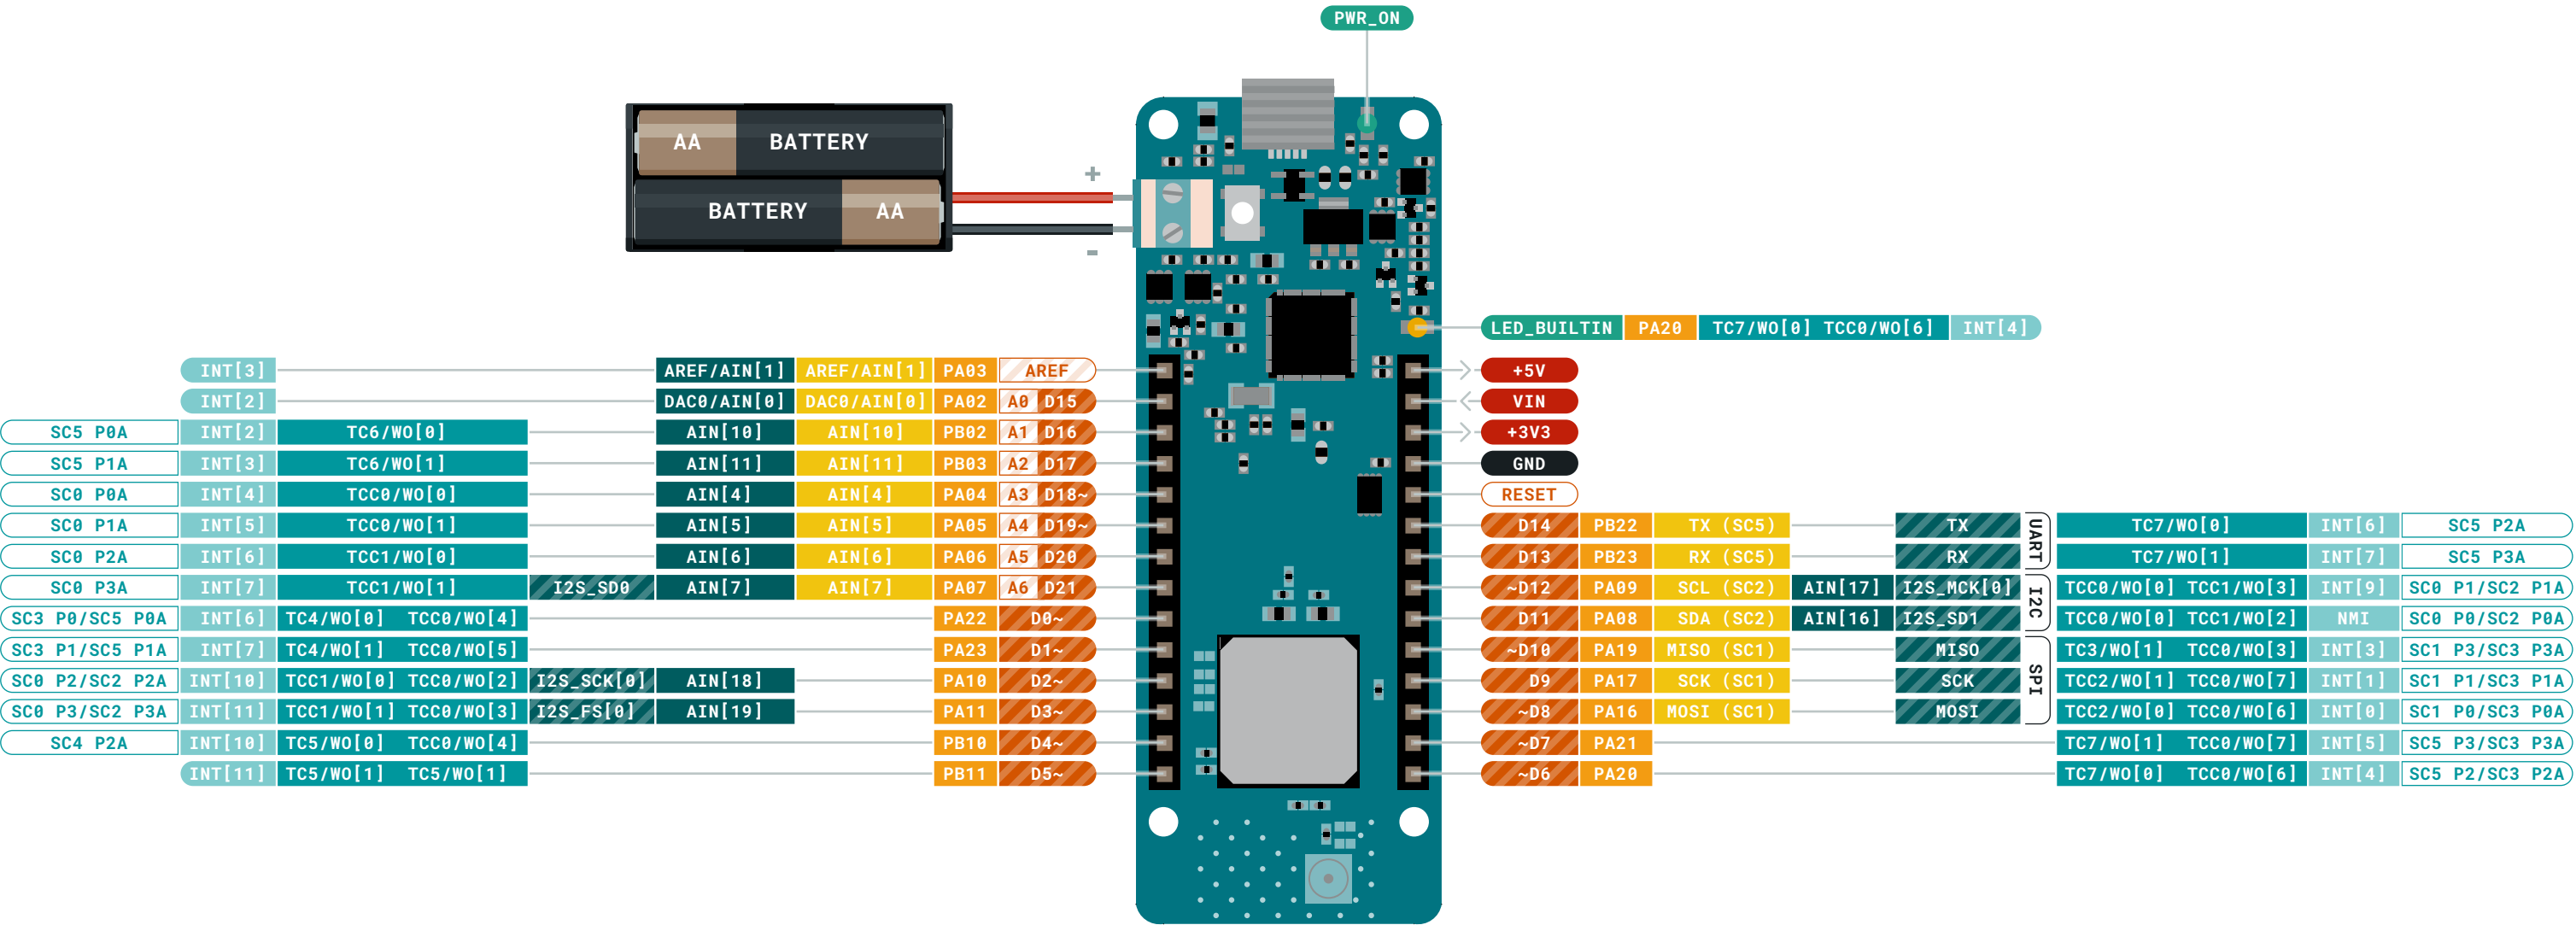 PWR_ON
AA BATTERY
BATTERY AA
+
-
LED_BUILTIN PA20 TC7/WO[0] TCC0/WO[6] INT[4]
INT[3] AREF/AIN[1] AREF/AIN[1] PA03 AREF
+5V
INT[2] DAC0/AIN[0] DAC0/AIN[0] PA02 A0 D15
VIN
SC5 P0A INT[2] TC6/WO[0] AIN[10] AIN[10] PB02 A1 D16
+3V3
SC5 P1A INT[3] TC6/WO[1] AIN[11] AIN[11] PB03 A2 D17
GND
SC0 P0A INT[4] TCC0/WO[0] AIN[4] AIN[4] PA04 A3 D18~
RESET
SC0 P1A INT[5] TCC0/WO[1] AIN[5] AIN[5] PA05 A4 D19~
D14 PB22 TX (SC5) TX TC7/WO[0] INT[6] SC5 P2A
UART
SC0 P2A INT[6] TCC1/WO[0] AIN[6] AIN[6] PA06 A5 D20
D13 PB23 RX (SC5) RX TC7/WO[1] INT[7] SC5 P3A
SC0 P3A INT[7] TCC1/WO[1] I2S_SD0 AIN[7] AIN[7] PA07 A6 D21
~D12 PA09 SCL (SC2) AIN[17] I2S_MCK[0] TCC0/WO[0] TCC1/WO[3] INT[9] SC0 P1/SC2 P1A
I2C
SC3 P0/SC5 P0A INT[6] TC4/WO[0] TCC0/WO[4] PA22 D0~
D11 PA08 SDA (SC2) AIN[16] I2S_SD1 TCC0/WO[0] TCC1/WO[2] NMI SC0 P0/SC2 P0A
SC3 P1/SC5 P1A INT[7] TC4/WO[1] TCC0/WO[5] PA23 D1~
~D10 PA19 MISO (SC1) MISO TC3/WO[1] TCC0/WO[3] INT[3] SC1 P3/SC3 P3A
SC0 P2/SC2 P2A INT[10] TCC1/WO[0] TCC0/WO[2] I2S_SCK[0] AIN[18] PA10 D2~
D9 PA17 SCK (SC1) SCK TCC2/WO[1] TCC0/WO[7] INT[1] SC1 P1/SC3 P1A
SPI
SC0 P3/SC2 P3A INT[11] TCC1/WO[1] TCC0/WO[3] I2S_FS[0] AIN[19] PA11 D3~
~D8 PA16 MOSI (SC1) MOSI TCC2/WO[0] TCC0/WO[6] INT[0] SC1 P0/SC3 P0A
SC4 P2A INT[10] TC5/WO[0] TCC0/WO[4] PB10 D4~
~D7 PA21 TC7/WO[1] TCC0/WO[7] INT[5] SC5 P3/SC3 P3A
INT[11] TC5/WO[1] TC5/WO[1] PB11 D5~
~D6 PA20 TC7/WO[0] TCC0/WO[6] INT[4] SC5 P2/SC3 P2A